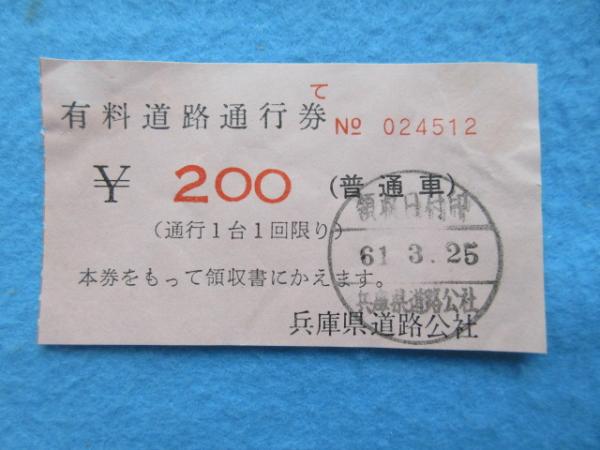 て
有料道路通行券 № 024512
¥ 200 (普通車)
(通行1台1回限り)
本券をもって領収書にかえます。
兵庫県道路公社
領収日付印
61 3.25
兵庫県道路公社